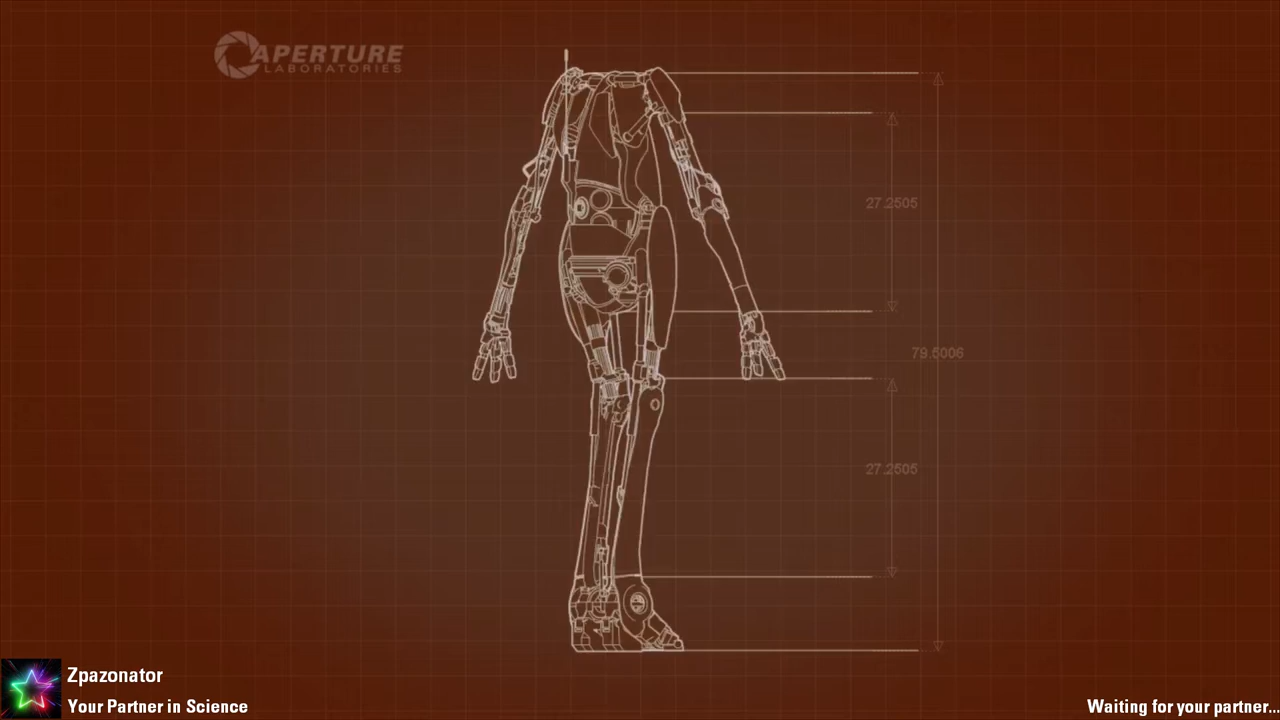 APERTURE
LABORATORIES
27.2505
79.5006
27.2505
Zpazonator
Your Partner in Science
Waiting for your partner...